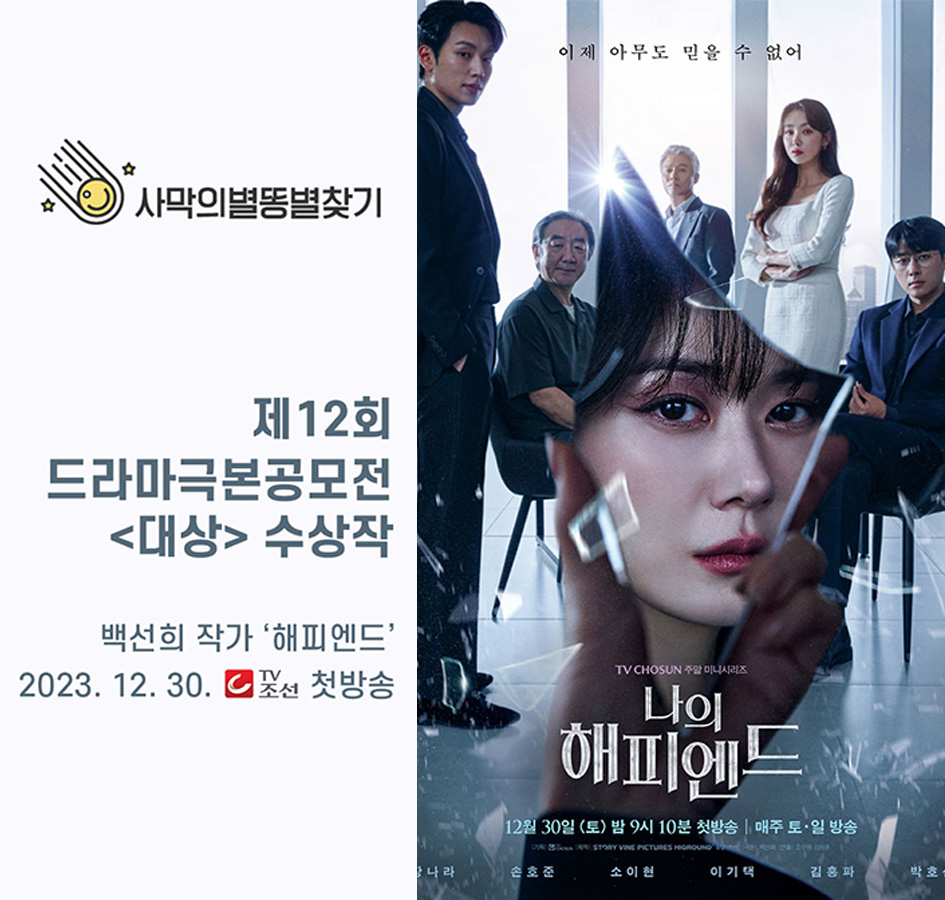 사막의별똥별찾기
제12회
드라마극본공모전
<대상> 수상작
백선희 작가 ‘해피엔드’
2023. 12. 30. TV조선 첫방송
이제 아무도 믿을 수 없어
TV CHOSUN 주말 미니시리즈
나의
해피엔드
12월 30일 (토) 밤 9시 10분 첫방송 | 매주 토·일 방송
STORY VINE PICTURES HIGROUND
손호준 소이현 이기택 김홍파